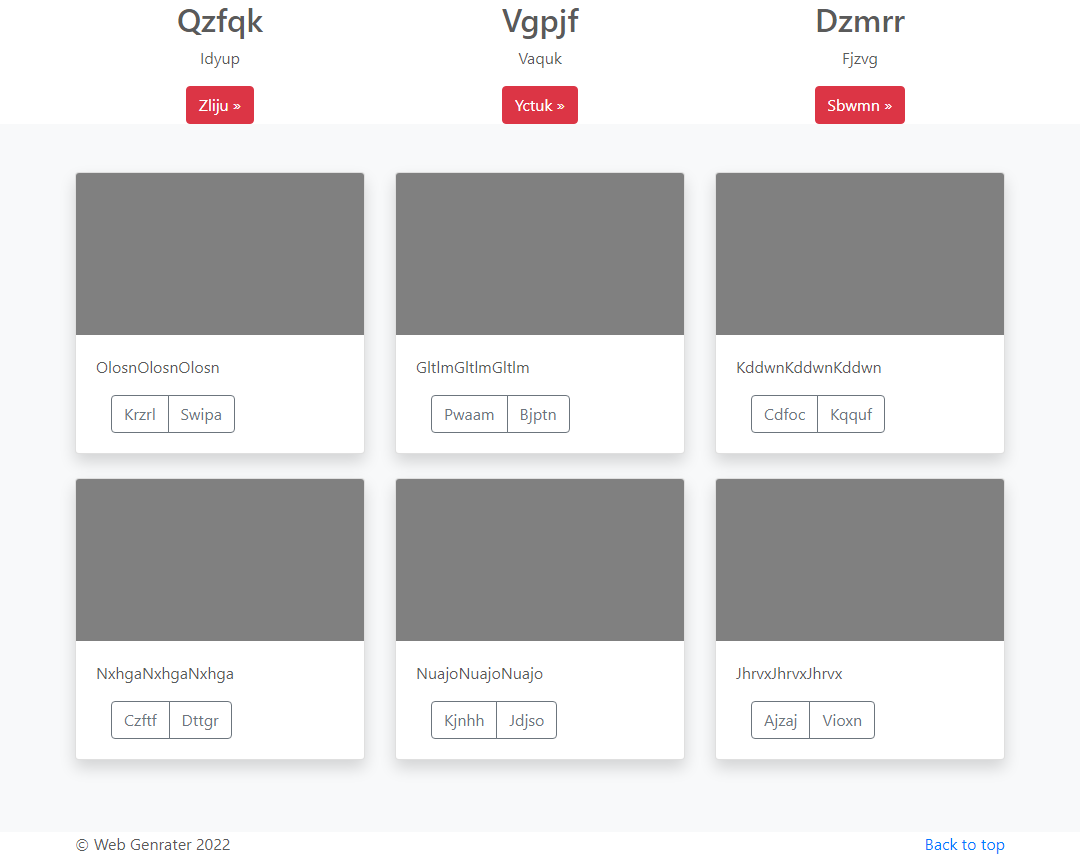 Qzfqk
Idyup
Zliju »
Vgpjf
Vaquk
Yctuk »
Dzmrr
Fjzvg
Sbwmn »
OlosnOlosnOlosn
Krzrl Swipa
GltlmGltlmGltlm
Pwaam Bjptn
KddwnKddwnKddwn
Cdfoc Kqquf
NxhgaNxhgaNxhga
Czftf Dttgr
NuajoNuajoNuajo
Kjnhh Jdjso
JhrvxJhrvxJhrvx
Ajzaj Vioxn
© Web Genrater 2022
Back to top